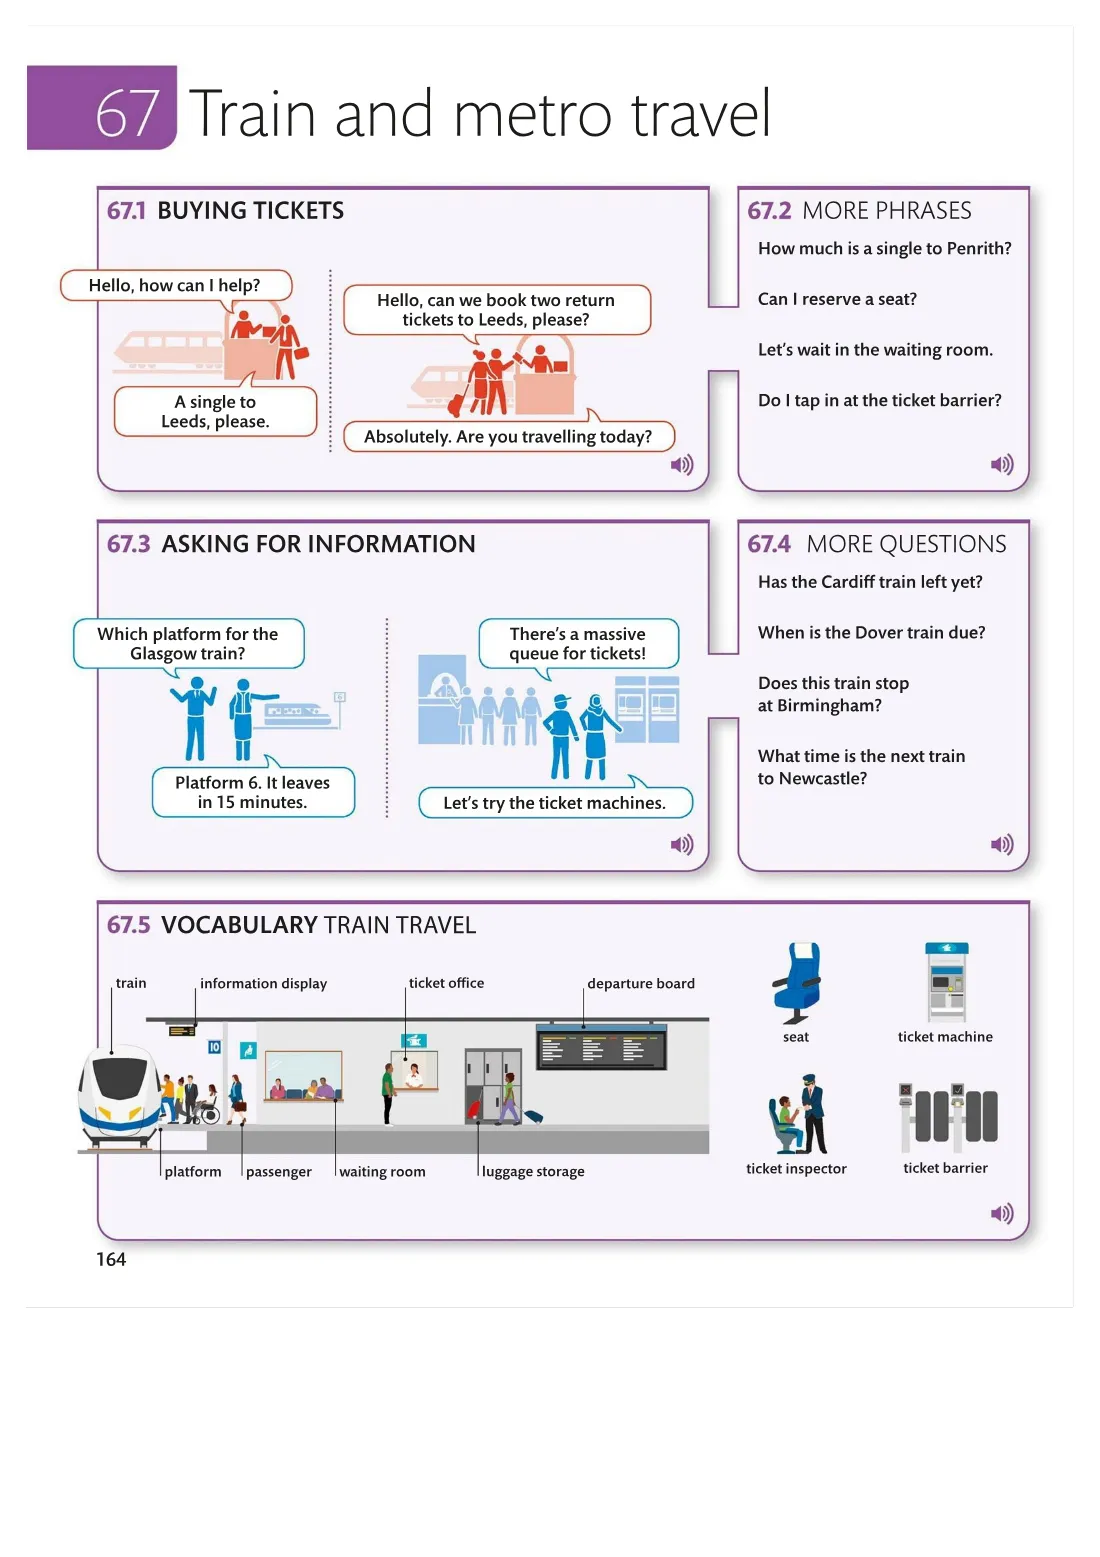 67 Train and metro travel
67.1 BUYING TICKETS
Hello, how can I help?
A single to
Leeds, please.
Hello, can we book two return
tickets to Leeds, please?
Absolutely. Are you travelling today?
67.2 MORE PHRASES
How much is a single to Penrith?
Can I reserve a seat?
Let's wait in the waiting room.
Do I tap in at the ticket barrier?
67.3 ASKING FOR INFORMATION
Which platform for the
Glasgow train?
6
Platform 6. It leaves
in 15 minutes.
There's a massive
queue for tickets!
Let's try the ticket machines.
67.4 MORE QUESTIONS
Has the Cardiff train left yet?
When is the Dover train due?
Does this train stop
at Birmingham?
What time is the next train
to Newcastle?
67.5 VOCABULARY TRAIN TRAVEL
train
information display
ticket office
departure board
10
platform
passenger
waiting room
luggage storage
seat
ticket machine
ticket inspector
ticket barrier
164